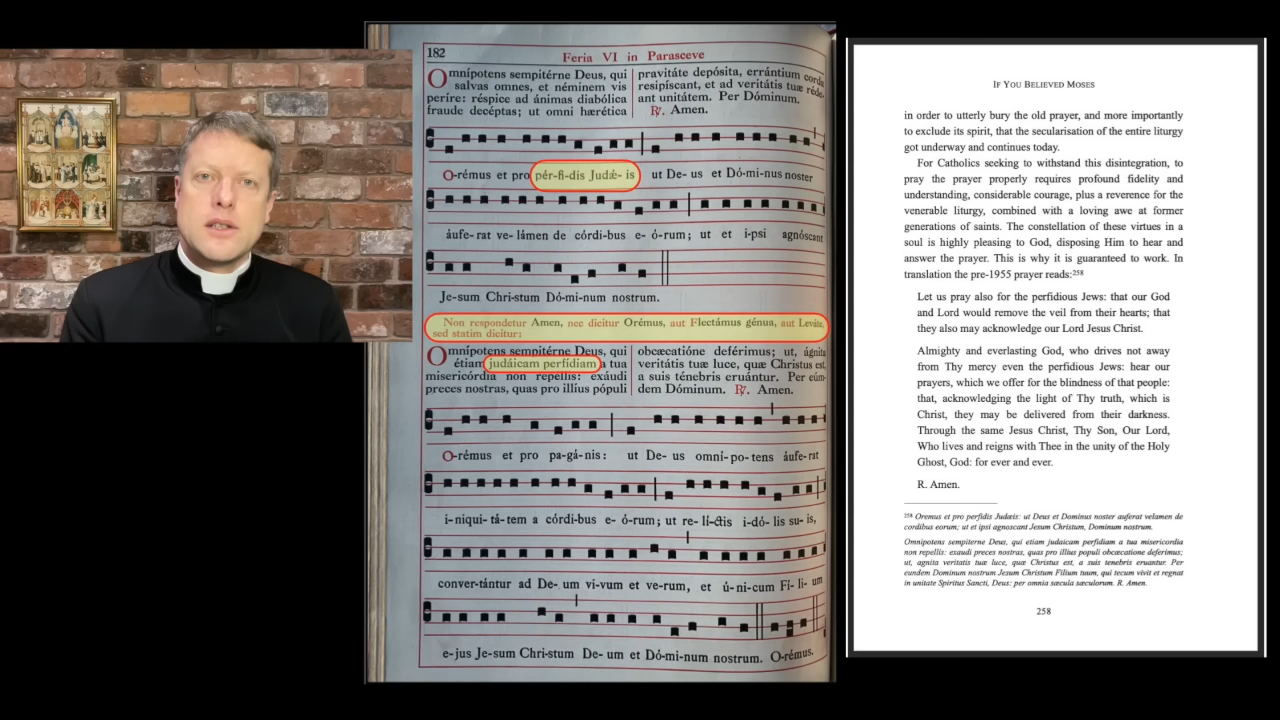 182
Feria VI in Parasceve
Omnípotens sempitérne Deus, qui
salvas omnes, et néminem vis
períre: réspice ad ánimas diabólica
fraude decéptas; ut omni hærética
pravitáte depósita, errántium corda
resipíscant, et ad veritátis tuæ réde-
ant unitátem. Per Dóminum.
℟. Amen.
O-rémus et pro pér-fi-dis Judǽ- is ut De- us et Dó-mi-nus noster
áufe-rat ve- lámen de córdi-bus e- ó-rum; ut et i-psi agnóscant
Je-sum Chri-stum Dó-mi-num nostrum.
Non respondetur Amen, nec dicitur Orémus, aut Flectámus génua, aut Leváte,
sed statim dicitur:
Omnípotens sempitérne Deus, qui
étiam judáicam perfídiam a tua
misericórdia non repéllis: exáudi
preces nostras, quas pro illíus pópuli
obcæcatióne deférimus; ut, ágnita
veritátis tuæ luce, quæ Christus est,
a suis ténebris eruántur. Per eúm-
dem Dóminum. ℟. Amen.
O-rémus et pro pa-gá-nis: ut De- us omni-po-tens áufe-rat
i-niqui- tá-tem a córdi-bus e- ó-rum; ut re- lí-ctis i-dó- lis su- is,
conver-tántur ad De- um vi-vum et ve-rum, et ú-ni-cum Fí- li- um
e-jus Je-sum Chri-stum De- um et Dó-mi-num nostrum. O-rémus.
If You Believed Moses
in order to utterly bury the old prayer, and more importantly
to exclude its spirit, that the secularisation of the entire liturgy
got underway and continues today.
For Catholics seeking to withstand this disintegration, to
pray the prayer properly requires profound fidelity and
understanding, considerable courage, plus a reverence for the
venerable liturgy, combined with a loving awe at former
generations of saints. The constellation of these virtues in a
soul is highly pleasing to God, disposing Him to hear and
answer the prayer. This is why it is guaranteed to work. In
translation the pre-1955 prayer reads:²⁵⁸
Let us pray also for the perfidious Jews: that our God
and Lord would remove the veil from their hearts; that
they also may acknowledge our Lord Jesus Christ.
Almighty and everlasting God, who drives not away
from Thy mercy even the perfidious Jews: hear our
prayers, which we offer for the blindness of that people:
that, acknowledging the light of Thy truth, which is
Christ, they may be delivered from their darkness.
Through the same Jesus Christ, Thy Son, Our Lord,
Who lives and reigns with Thee in the unity of the Holy
Ghost, God: for ever and ever.
R. Amen.
²⁵⁸ Oremus et pro perfidis Judæis: ut Deus et Dominus noster auferat velamen de
cordibus eorum; ut et ipsi agnoscant Jesum Christum, Dominum nostrum.
Omnipotens sempiterne Deus, qui etiam judaicam perfidiam a tua misericordia
non repellis: exaudi preces nostras, quas pro illius populi obcæcatione deferimus;
ut, agnita veritatis tuæ luce, quæ Christus est, a suis tenebris eruantur. Per
eundem Dominum nostrum Jesum Christum Filium tuum, qui tecum vivit et regnat
in unitate Spiritus Sancti, Deus: per omnia sæcula sæculorum. R. Amen.
258